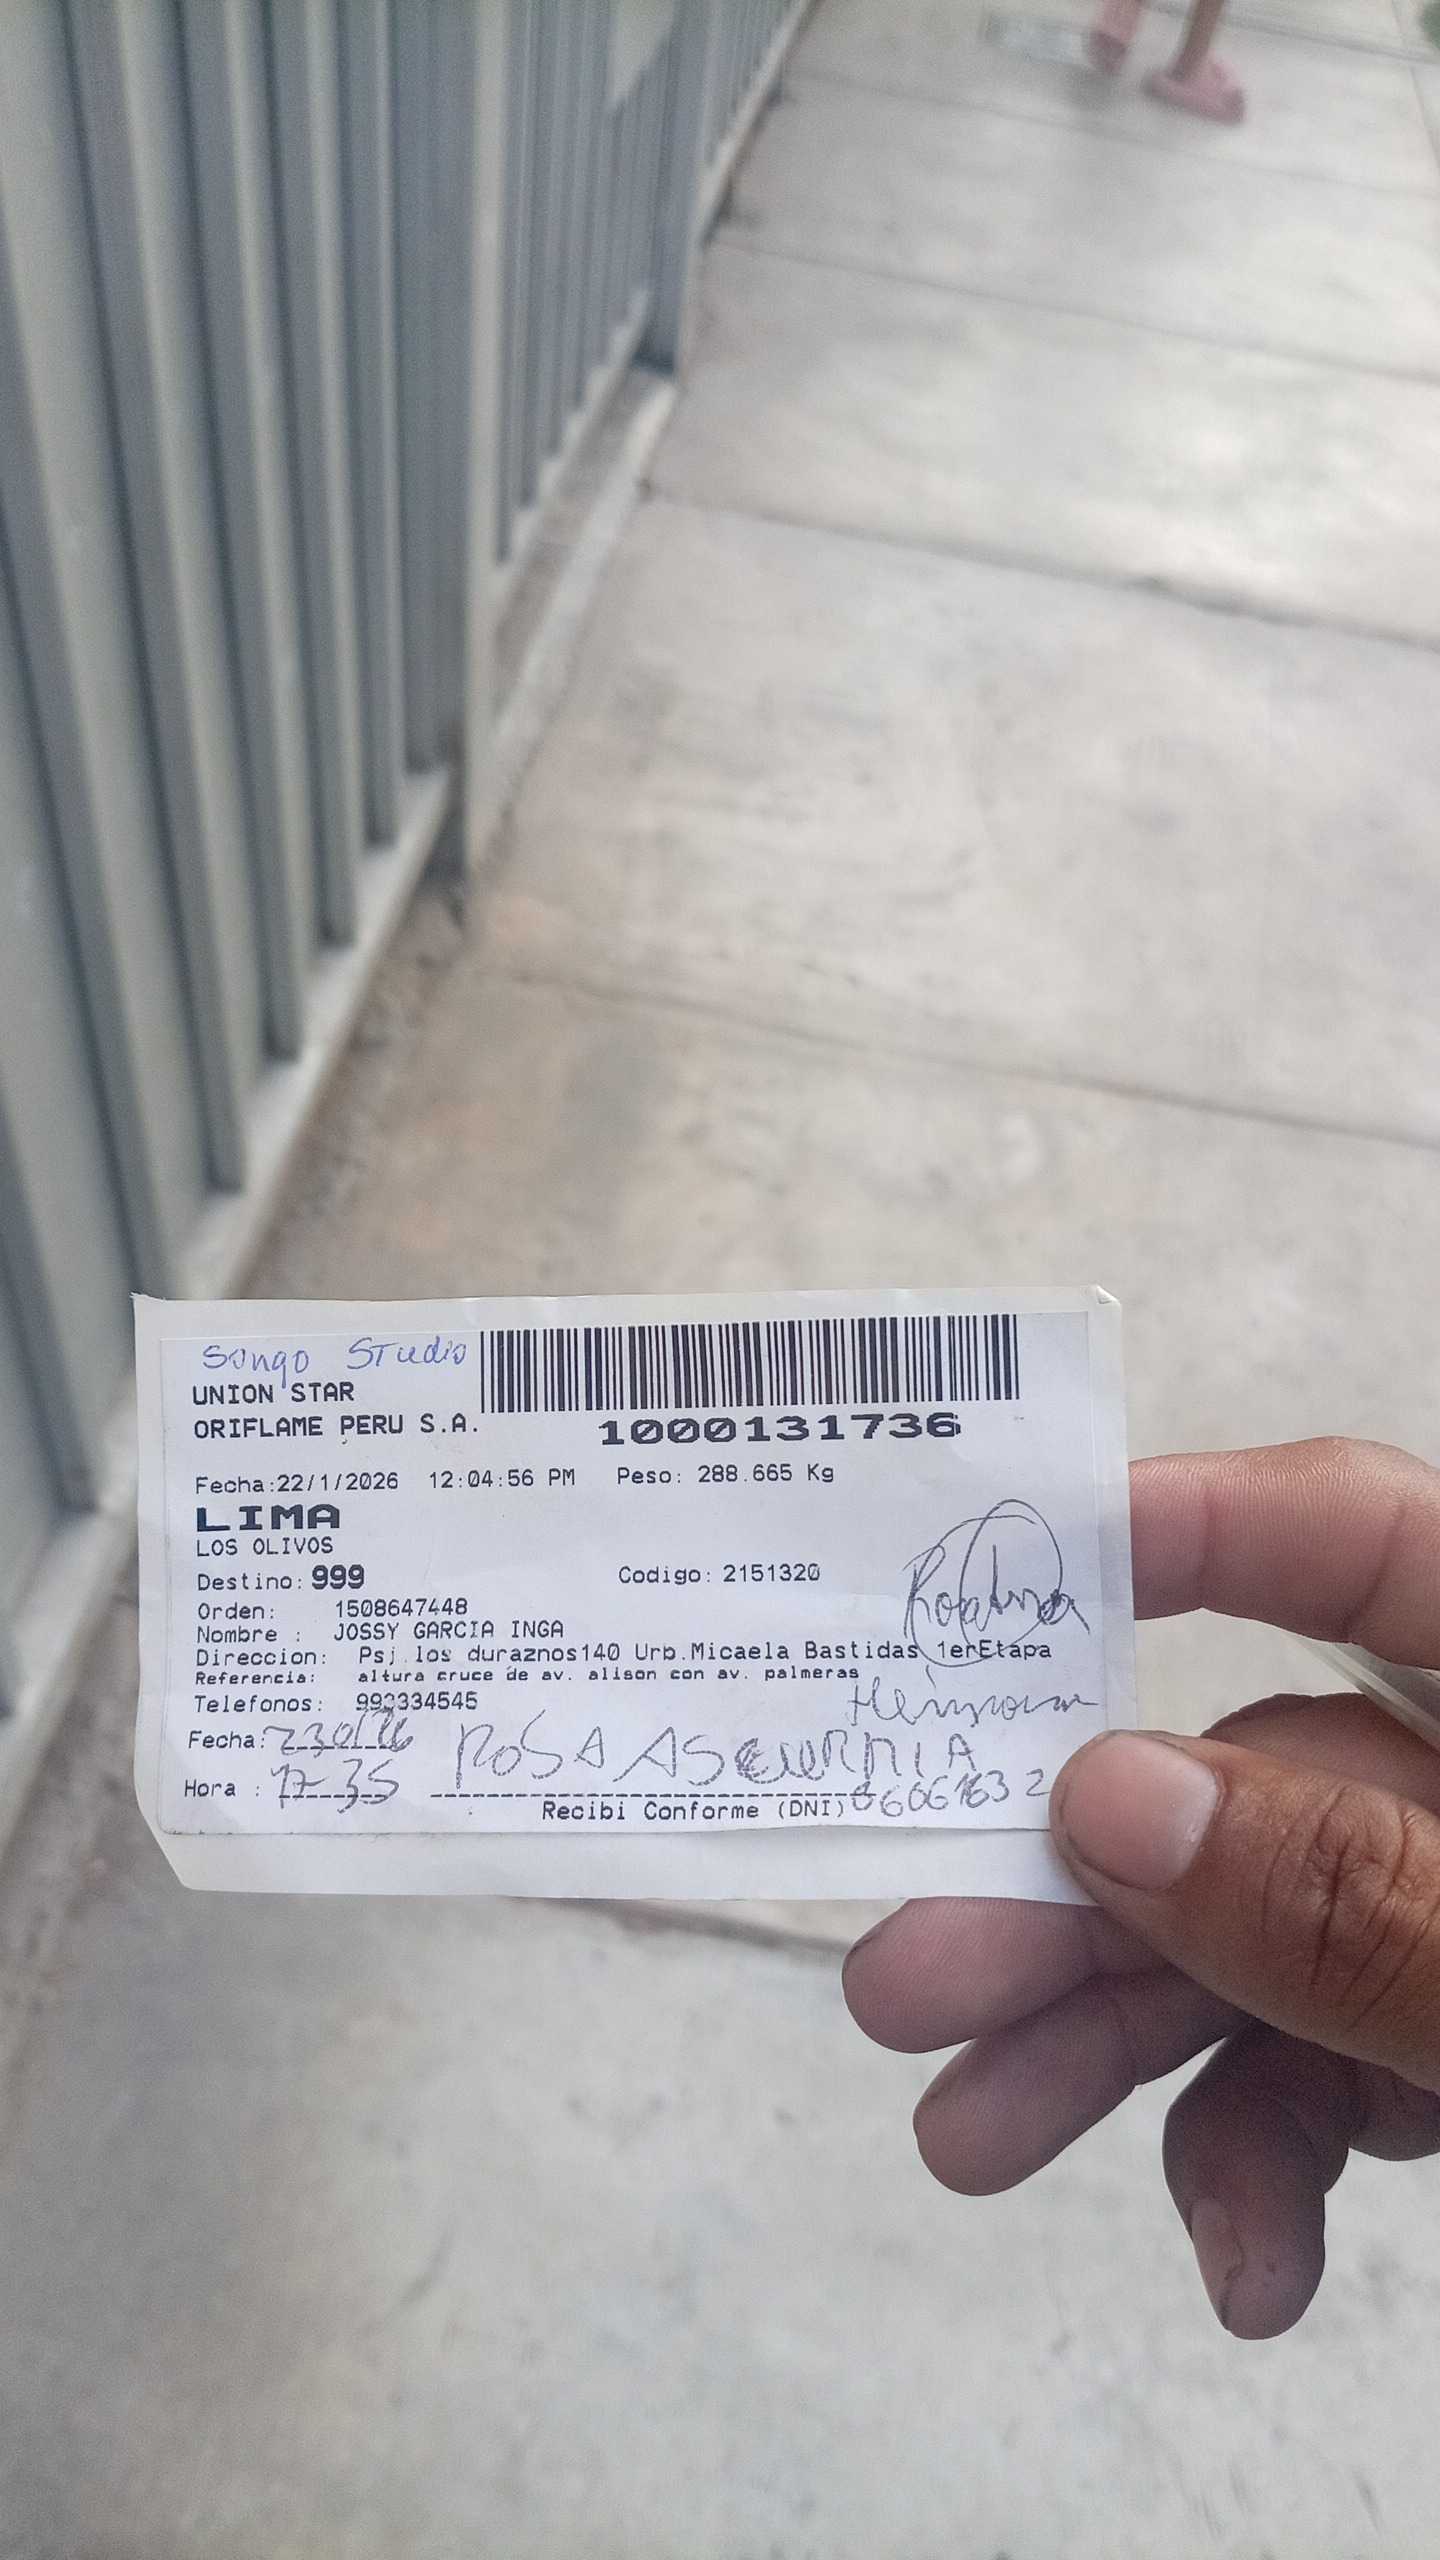 Songo Studio
UNION STAR
ORIFLAME PERU S.A.
1000131736
Fecha:22/1/2026 12:04:56 PM Peso: 288.665 Kg
LIMA
LOS OLIVOS
Destino: 999 Codigo: 2151320
Orden: 1508647448
Nombre : JOSSY GARCIA INGA
Direccion: Psj.los duraznos140 Urb.Micaela Bastidas 1erEtapa
Referencia: altura cruce de av. alison con av. palmeras
Telefonos: 993334545
Fecha:
Hora : 17-35 ROSA
Recibi Conforme (DNI)